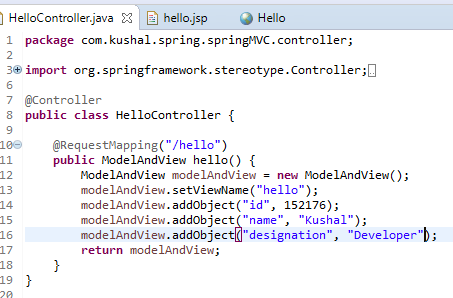 HelloController.java hello.jsp Hello
1 package com.kushal.spring.springMVC.controller;
2
3 import org.springframework.stereotype.Controller;
6
7 @Controller
8 public class HelloController {
9
10 @RequestMapping("/hello")
11 public ModelAndView hello() {
12 ModelAndView modelAndView = new ModelAndView();
13 modelAndView.setViewName("hello");
14 modelAndView.addObject("id", 152176);
15 modelAndView.addObject("name", "Kushal");
16 modelAndView.addObject("designation", "Developer");
17 return modelAndView;
18 }
19 }
20